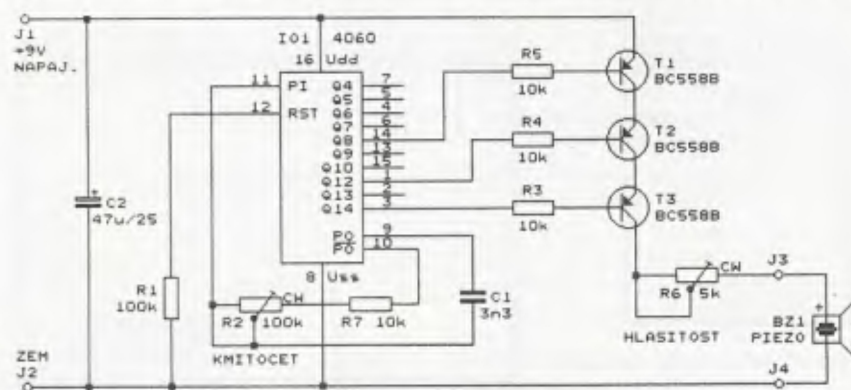 J1
+9V
NAPAJ.
IO1 4060
16 Vdd
11 PI
12 RST
Q4 7
Q5 5
Q6 4
Q7 6
Q8 14
Q9 13
Q10 15
Q12 1
Q13 2
Q14 3
PO 9
PO 10
8 Uss
R5
10k
R4
10k
R3
10k
T1
BC558B
T2
BC558B
T3
BC558B
C2
47u/25
R1
100k
CW
R2 100k
R7 10k
C1
3n3
KMITOCET
CW
R6 5k
HLASITOST
J3
+
BZ1
PIEZO
J4
ZEM
J2